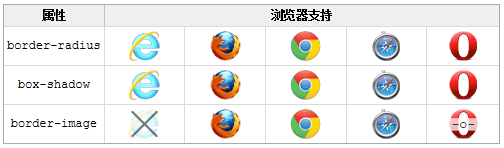 属性 浏览器支持
border-radius
box-shadow
border-image
-o-